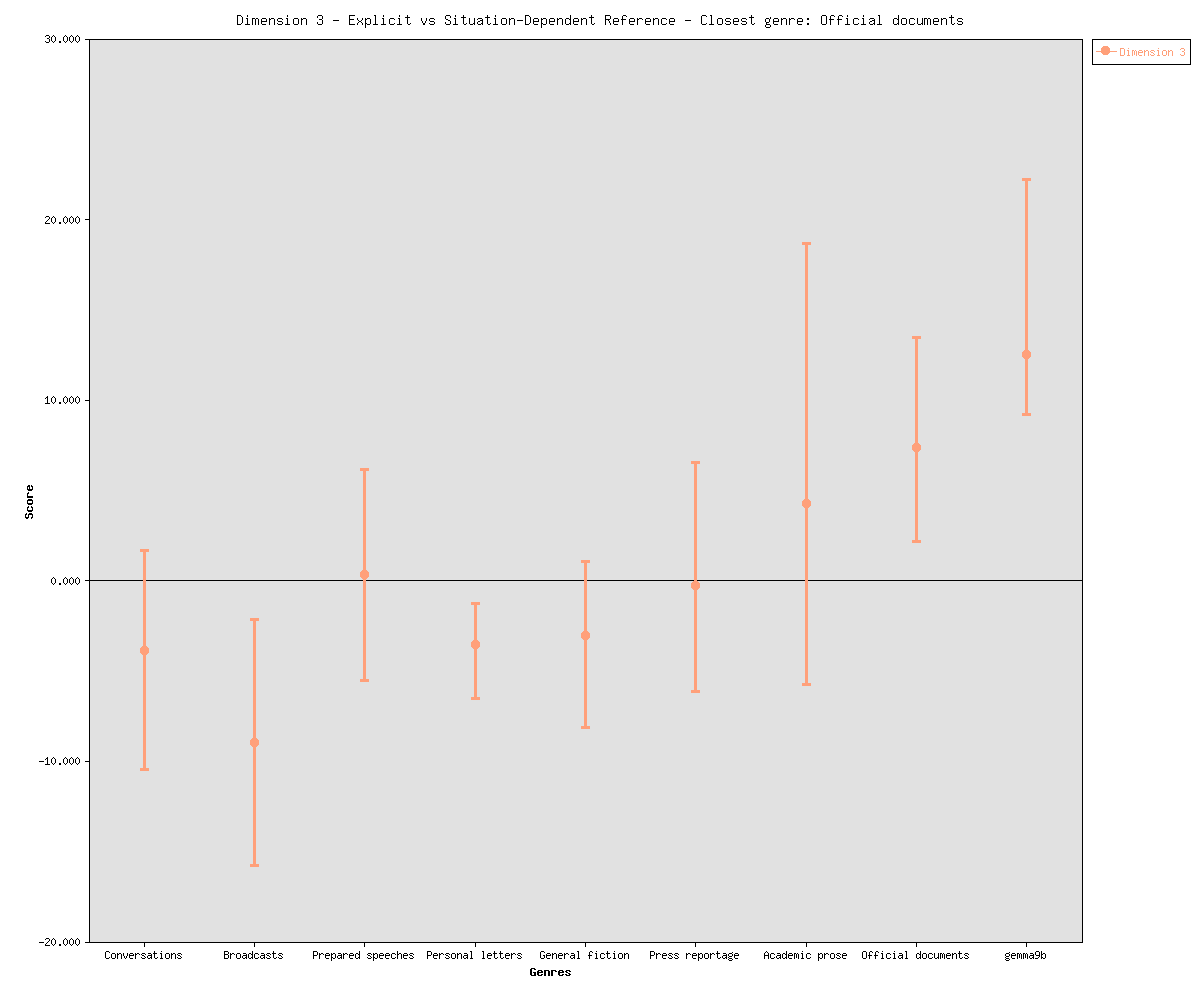 Dimension 3 - Explicit vs Situation-Dependent Reference - Closest genre: Official documents
30.000
Dimension 3
20.000
10.000
Score
0.000
-10.000
-20.000
Conversations Broadcasts Prepared speeches Personal letters General fiction Press reportage Academic prose Official documents gemma9b
Genres